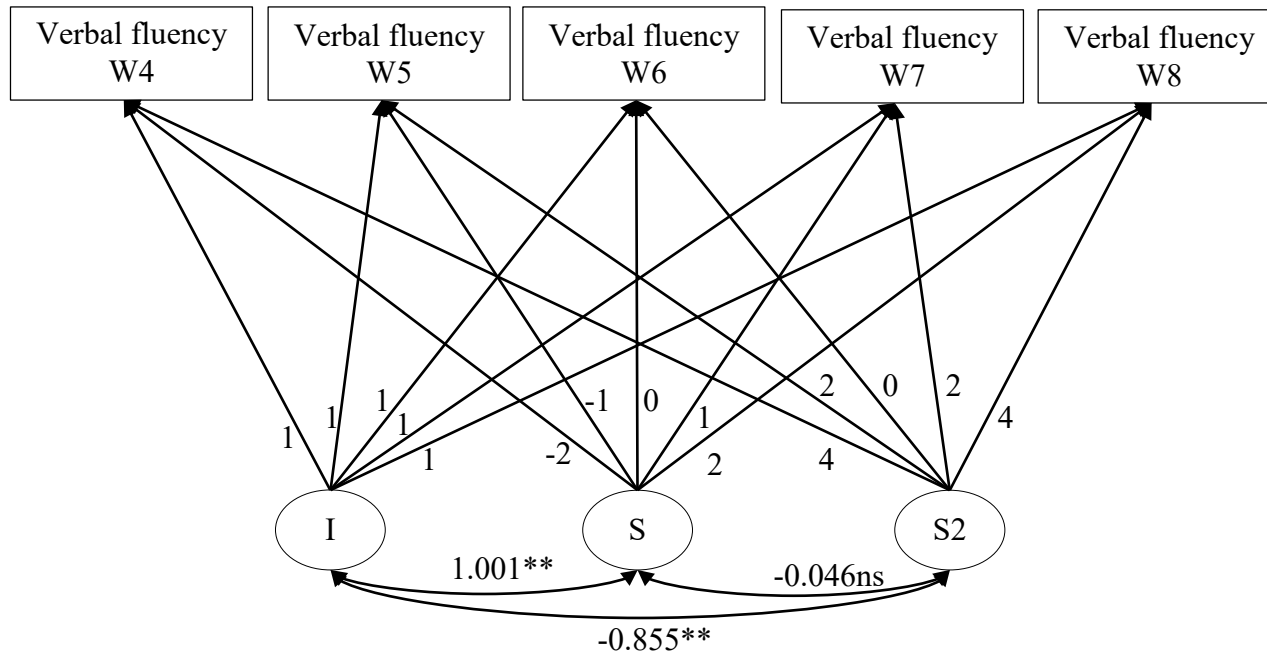 Verbal fluency
W4
Verbal fluency
W5
Verbal fluency
W6
Verbal fluency
W7
Verbal fluency
W8
1
1
1
1
1
-2
-1
0
1
2
4
2
0
2
4
I
S
S2
1.001**
-0.046ns
-0.855**